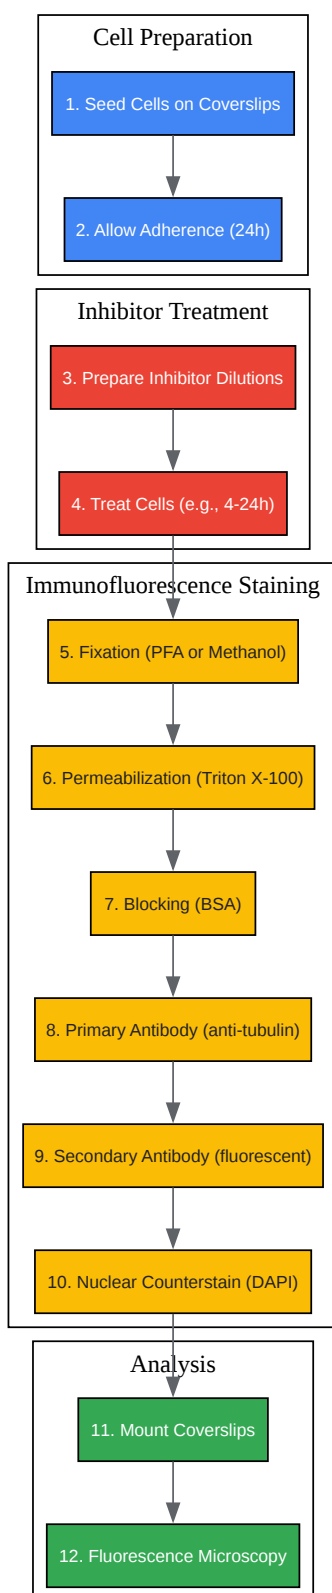 Cell Preparation
1. Seed Cells on Coverslips
2. Allow Adherence (24h)
Inhibitor Treatment
3. Prepare Inhibitor Dilutions
4. Treat Cells (e.g., 4-24h)
Immunofluorescence Staining
5. Fixation (PFA or Methanol)
6. Permeabilization (Triton X-100)
7. Blocking (BSA)
8. Primary Antibody (anti-tubulin)
9. Secondary Antibody (fluorescent)
10. Nuclear Counterstain (DAPI)
Analysis
11. Mount Coverslips
12. Fluorescence Microscopy